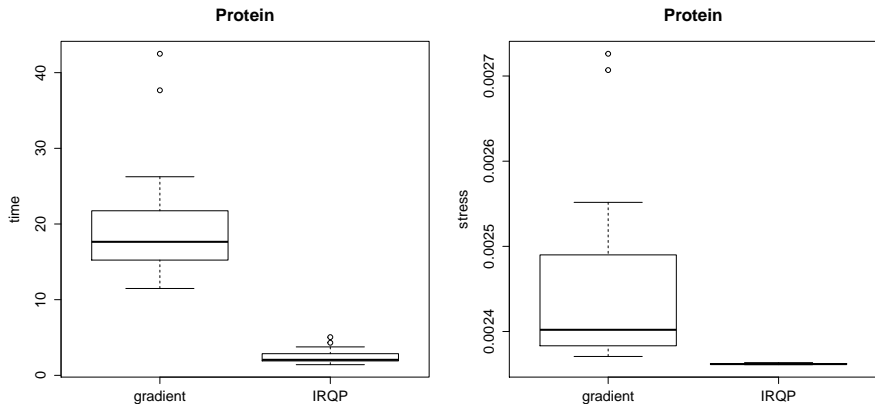 Protein
time
0
10
20
30
40
gradient
IRQP
Protein
stress
0.0024
0.0025
0.0026
0.0027
gradient
IRQP